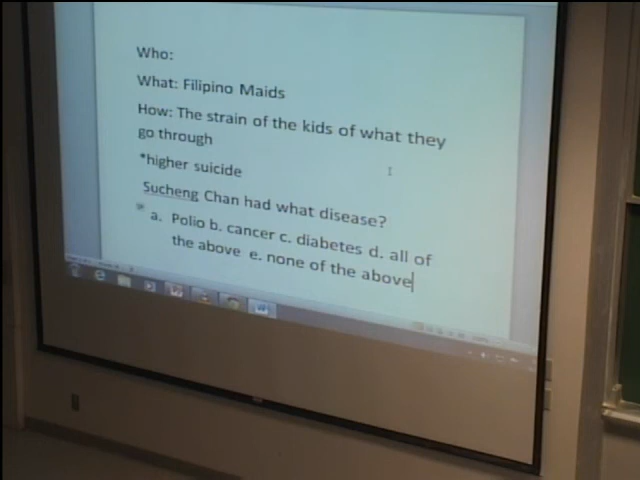 Who:
What: Filipino Maids
How: The strain of the kids of what they
go through
*higher suicide
Sucheng Chan had what disease?
a. Polio b. cancer c. diabetes d. all of
the above e. none of the above